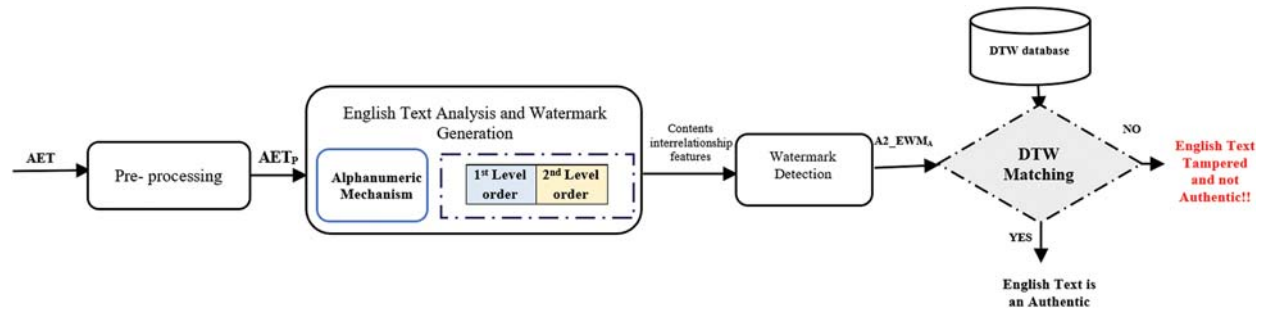 AET
Pre- processing
AETP
English Text Analysis and Watermark
Generation
Alphanumeric
Mechanism
1st Level
order
2nd Level
order
Contents
interrelationship
features
Watermark
Detection
A2_EWMA
DTW database
DTW
Matching
NO
English Text
Tampered
and not
Authentic!!
YES
English Text is
an Authentic